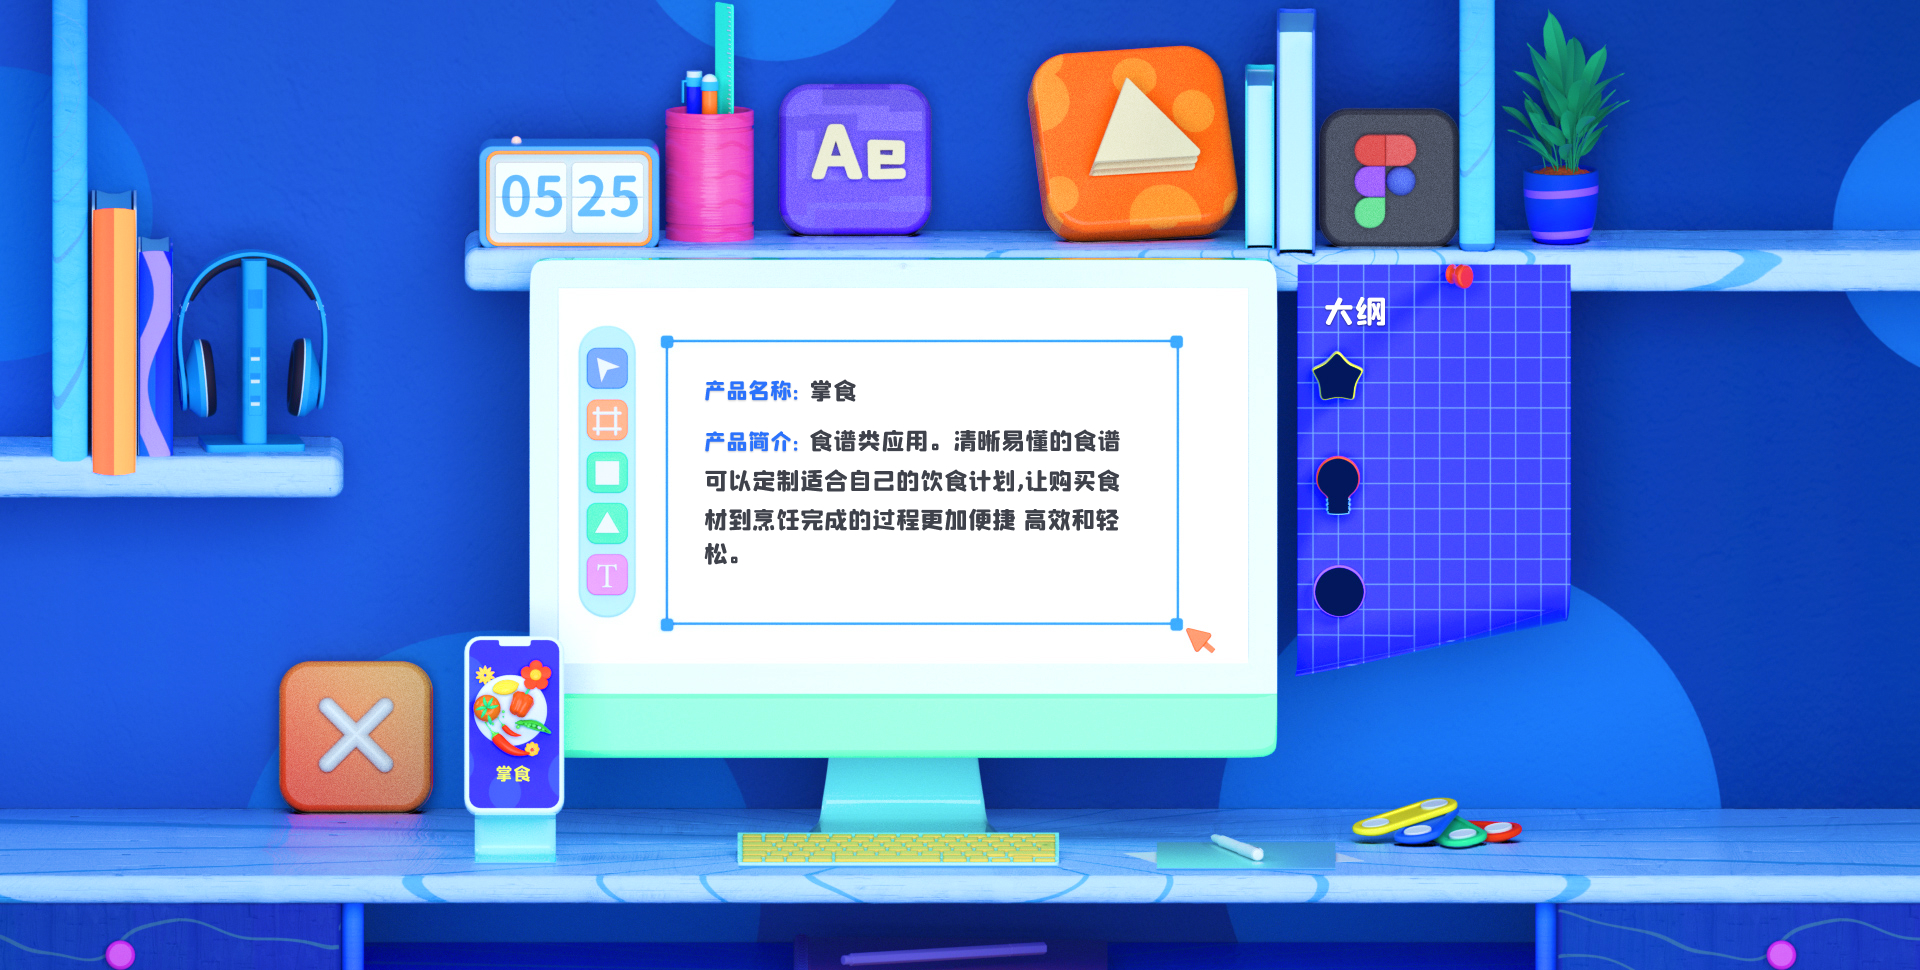 05 25
Ae
大纲
产品名称: 掌食
产品简介: 食谱类应用。清晰易懂的食谱
可以定制适合自己的饮食计划,让购买食
材到烹饪完成的过程更加便捷 高效和轻
松。
T
掌食